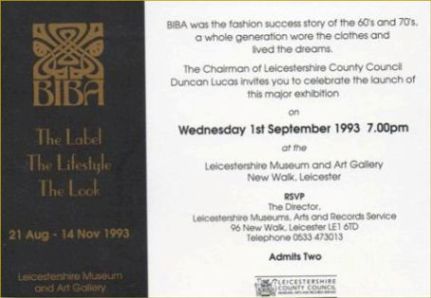 BIBA
The Label
The Lifestyle
The Look
21 Aug - 14 Nov 1993
Leicestershire Museum
and Art Gallery
BIBA was the fashion success story of the 60's and 70's,
a whole generation wore the clothes and
lived the dreams.
The Chairman of Leicestershire County Council
Duncan Lucas invites you to celebrate the launch of
this major exhibition
on
Wednesday 1st September 1993 7.00pm
at the
Leicestershire Museum and Art Gallery
New Walk, Leicester
RSVP
The Director,
Leicestershire Museums, Arts and Records Service
96 New Walk, Leicester LE1 6TD
Telephone 0533 473013
Admits Two
LEICESTERSHIRE
COUNTY COUNCIL